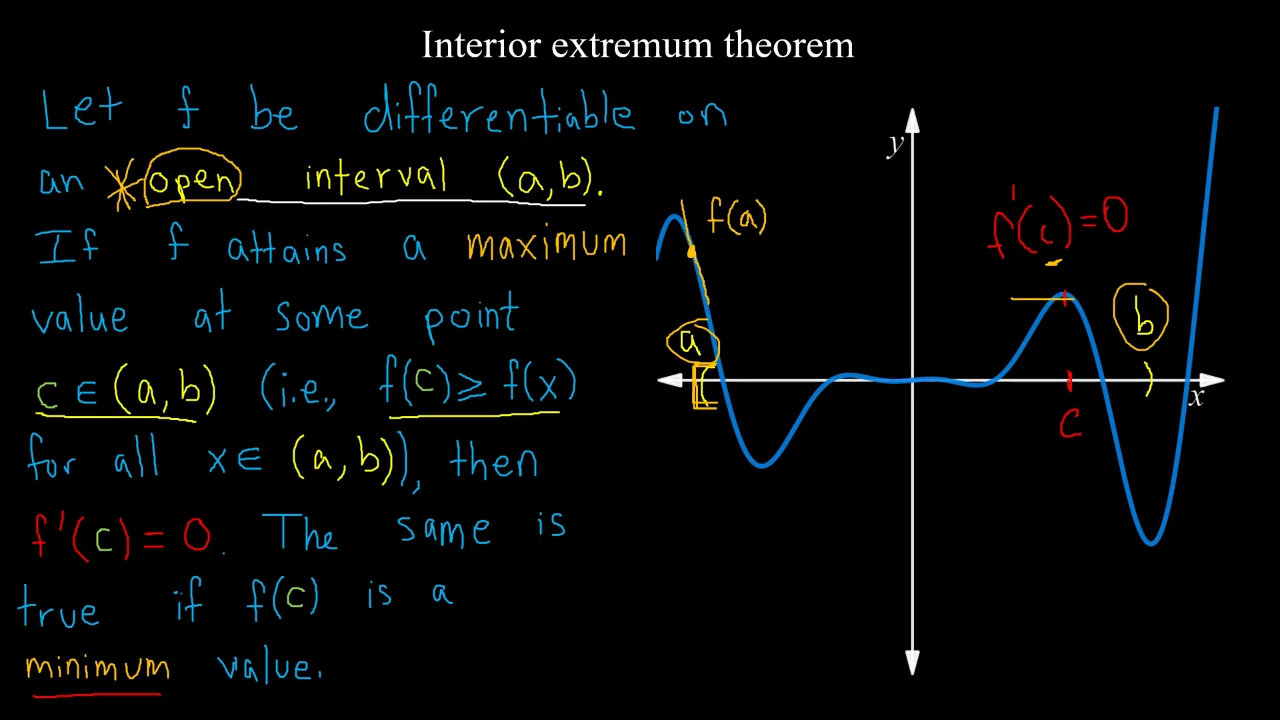 Interior extremum theorem
Let f be differentiable on
an *open interval (a,b).
If f attains a maximum
value at some point
c ∈ (a,b) (i.e., f(c) ≥ f(x)
for all x ∈ (a,b)), then
f'(c) = 0. The same is
true if f(c) is a
minimum value.
y
f(a)
f'(c) = 0
a
b
[(
)
x
c